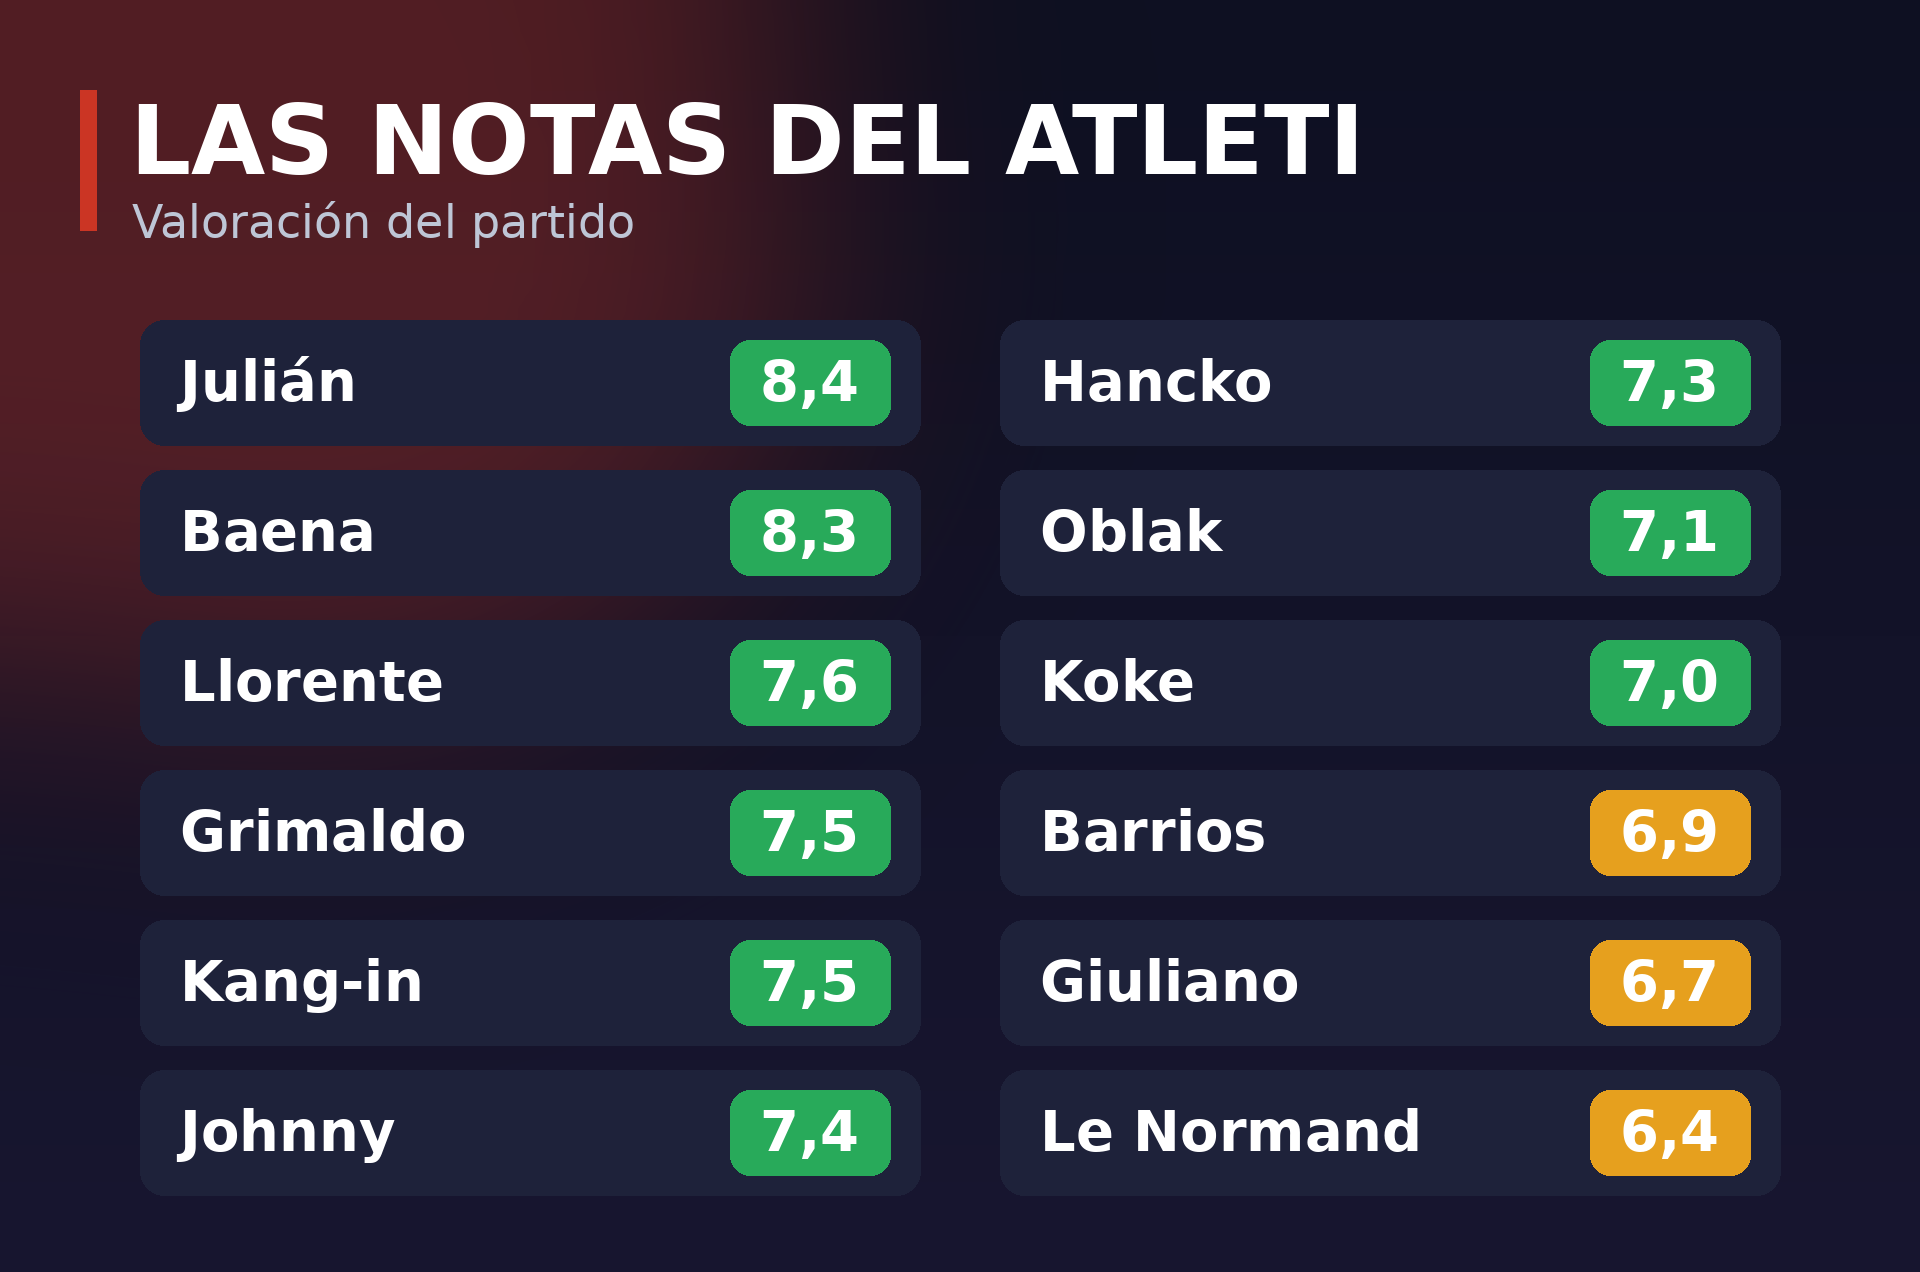 LAS NOTAS DEL ATLETI
Valoración del partido
Julián 8,4
Baena 8,3
Llorente 7,6
Grimaldo 7,5
Kang-in 7,5
Johnny 7,4
Hancko 7,3
Oblak 7,1
Koke 7,0
Barrios 6,9
Giuliano 6,7
Le Normand 6,4